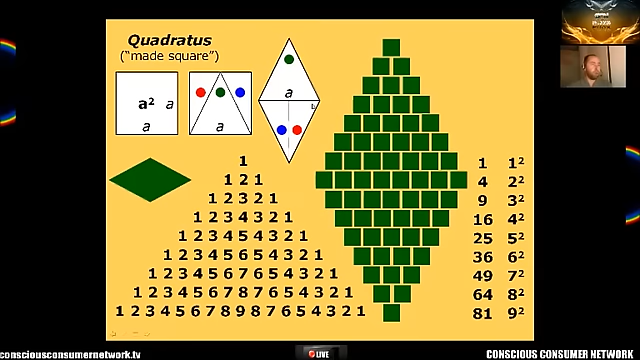 Quadratus
("made square")
a² a
a
a
a
1
1 2 1
1 2 3 2 1
1 2 3 4 3 2 1
1 2 3 4 5 4 3 2 1
1 2 3 4 5 6 5 4 3 2 1
1 2 3 4 5 6 7 6 5 4 3 2 1
1 2 3 4 5 6 7 8 7 6 5 4 3 2 1
1 2 3 4 5 6 7 8 9 8 7 6 5 4 3 2 1
1 1²
4 2²
9 3²
16 4²
25 5²
36 6²
49 7²
64 8²
81 9²
consciousconsumernetwork.tv
LIVE
CONSCIOUS CONSUMER NETWORK